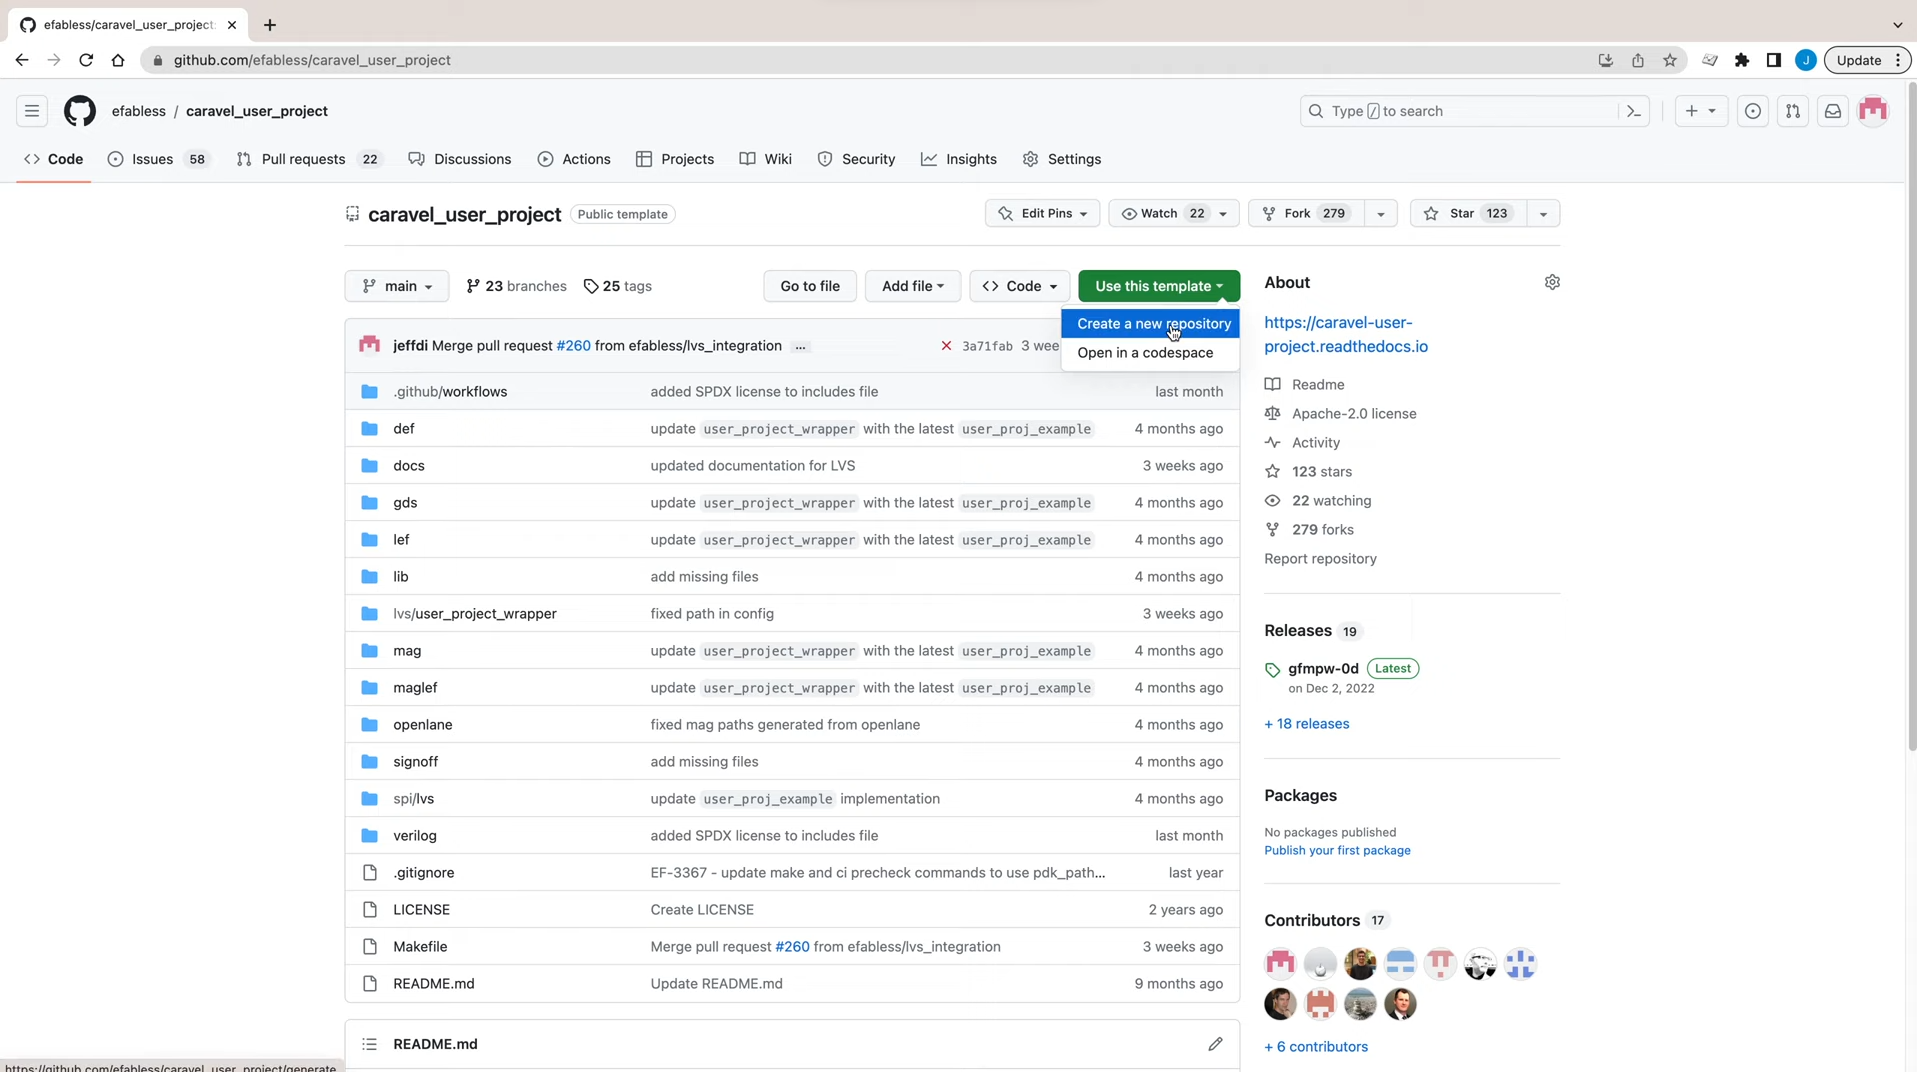 efabless/caravel_user_project:
github.com/efabless/caravel_user_project
J
Update
efabless / caravel_user_project
Type / to search
Code
Issues 58
Pull requests 22
Discussions
Actions
Projects
Wiki
Security
Insights
Settings
caravel_user_project Public template
Edit Pins
Watch 22
Fork 279
Star 123
main
23 branches
25 tags
Go to file
Add file
Code
Use this template
Create a new repository
Open in a codespace
jeffdi Merge pull request #260 from efabless/lvs_integration ...
3a71fab 3 wee
.github/workflows added SPDX license to includes file last month
def update user_project_wrapper with the latest user_proj_example 4 months ago
docs updated documentation for LVS 3 weeks ago
gds update user_project_wrapper with the latest user_proj_example 4 months ago
lef update user_project_wrapper with the latest user_proj_example 4 months ago
lib add missing files 4 months ago
lvs/user_project_wrapper fixed path in config 3 weeks ago
mag update user_project_wrapper with the latest user_proj_example 4 months ago
maglef update user_project_wrapper with the latest user_proj_example 4 months ago
openlane fixed mag paths generated from openlane 4 months ago
signoff add missing files 4 months ago
spi/lvs update user_proj_example implementation 4 months ago
verilog added SPDX license to includes file last month
.gitignore EF-3367 - update make and ci precheck commands to use pdk_path... last year
LICENSE Create LICENSE 2 years ago
Makefile Merge pull request #260 from efabless/lvs_integration 3 weeks ago
README.md Update README.md 9 months ago
README.md
About
https://caravel-user-
project.readthedocs.io
Readme
Apache-2.0 license
Activity
123 stars
22 watching
279 forks
Report repository
Releases 19
gfmpw-0d Latest
on Dec 2, 2022
+ 18 releases
Packages
No packages published
Publish your first package
Contributors 17
+ 6 contributors
https://github.com/efabless/caravel_user_project/generate